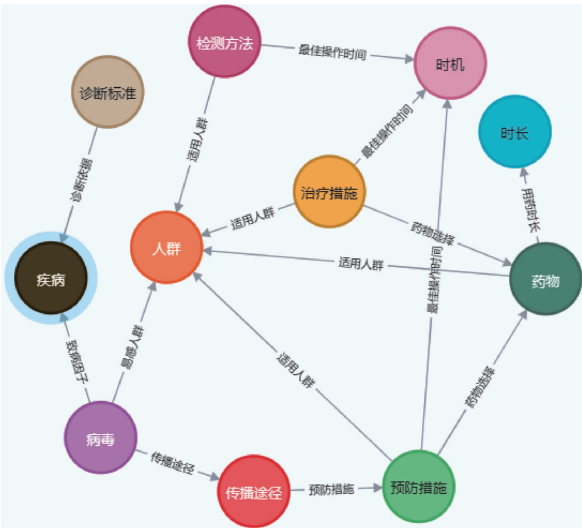 检测方法
最佳操作时间
时机
诊断标准
时长
适用人群
最佳操作时间
诊断依据
治疗措施
用药时长
适用人群
药物选择
人群
适用人群
疾病
药物
最佳操作时间
致病因子
易感人群
适用人群
药物选择
病毒
传播途径
传播途径
预防措施
预防措施